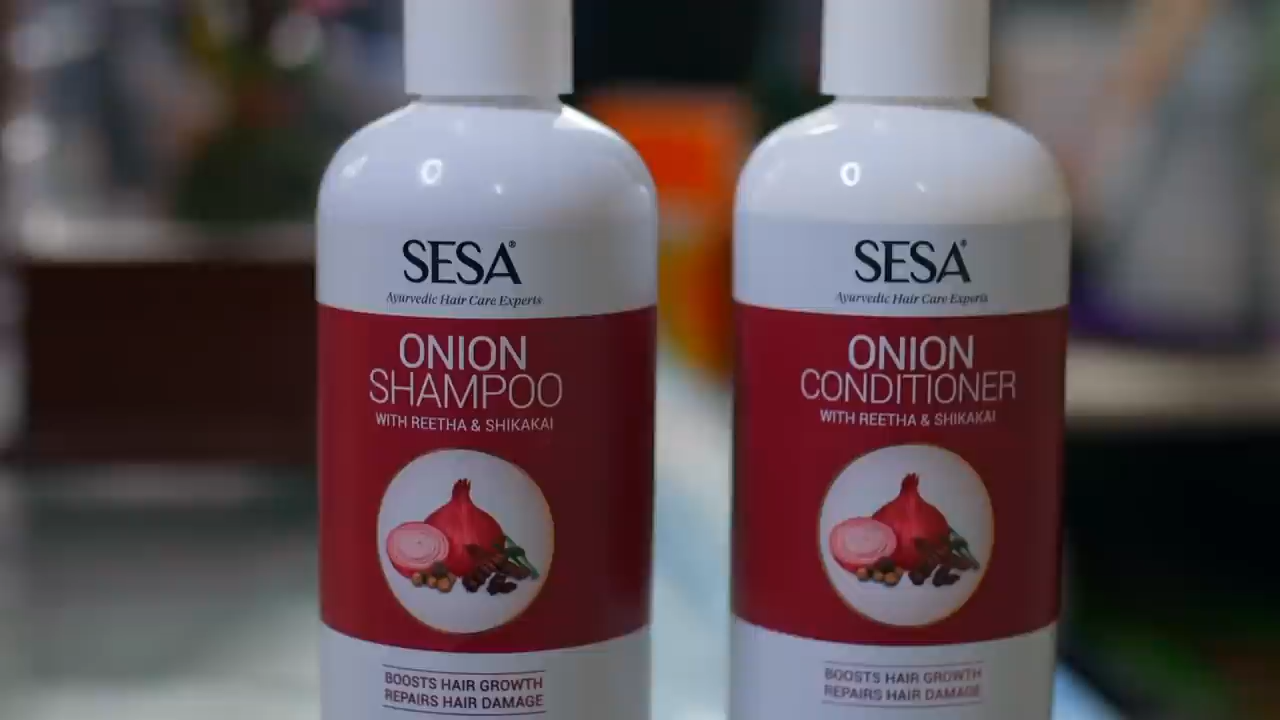 SESA®
Ayurvedic Hair Care Experts
ONION
SHAMPOO
WITH REETHA & SHIKAKAI
BOOSTS HAIR GROWTH
REPAIRS HAIR DAMAGE
SESA®
Ayurvedic Hair Care Experts
ONION
CONDITIONER
WITH REETHA & SHIKAKAI
BOOSTS HAIR GROWTH
REPAIRS HAIR DAMAGE